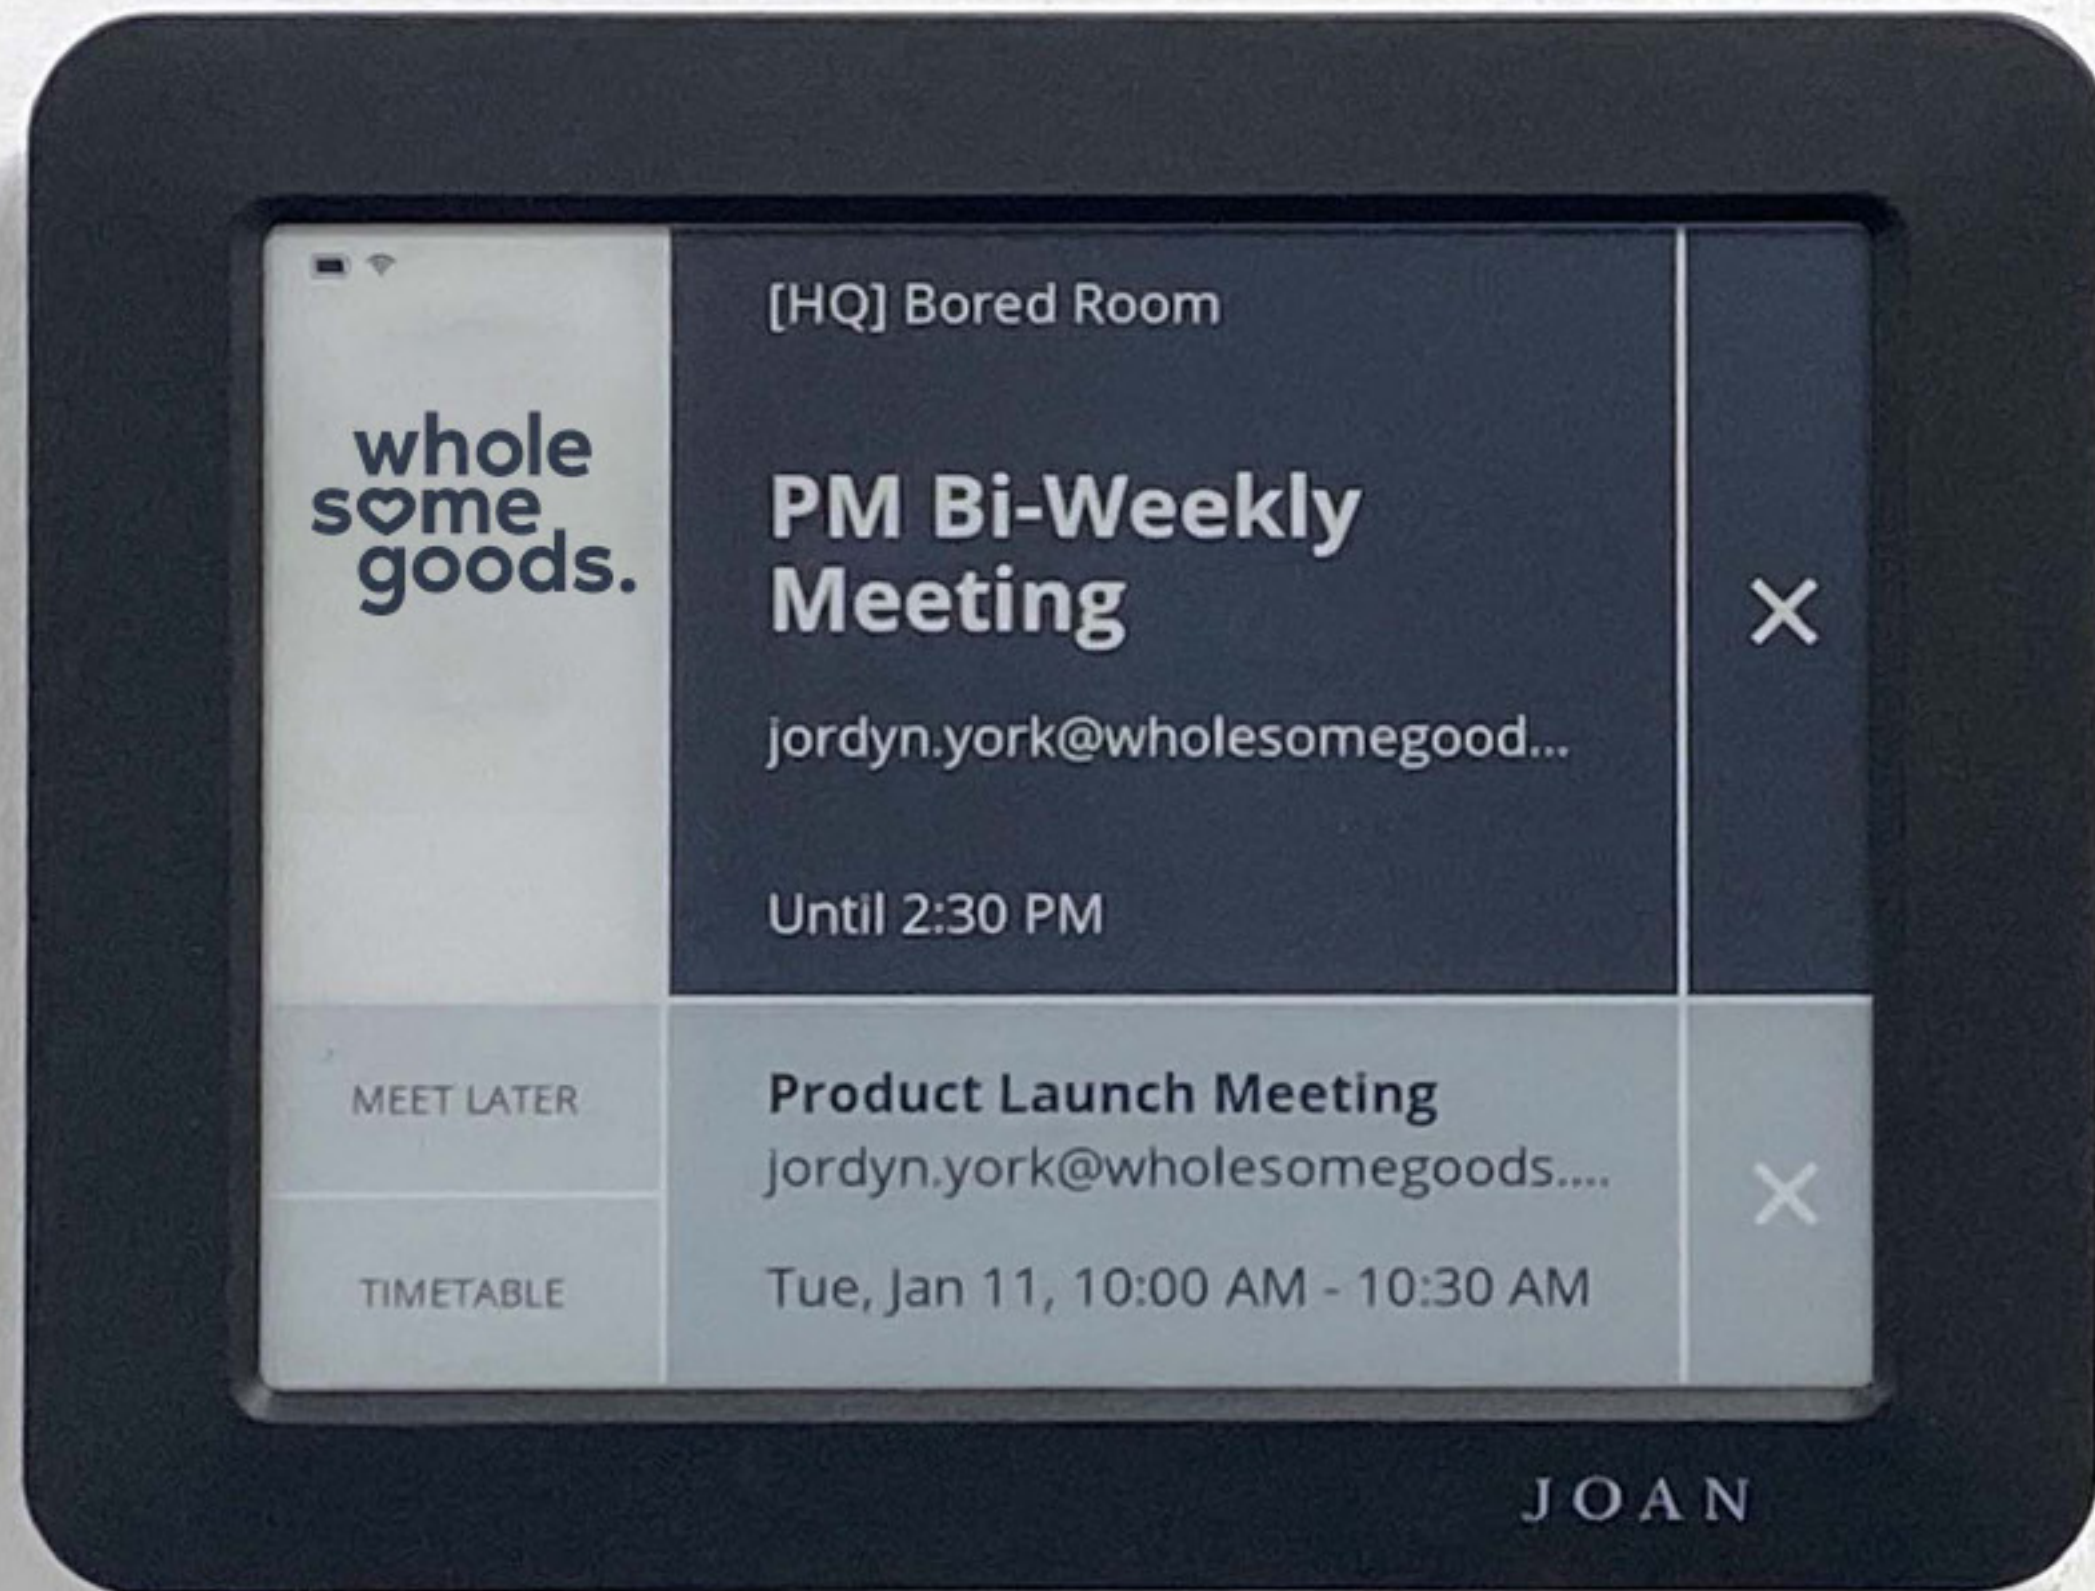 whole
some
goods.
[HQ] Bored Room
PM Bi-Weekly
Meeting
jordyn.york@wholesomegood...
Until 2:30 PM
MEET LATER
TIMETABLE
Product Launch Meeting
jordyn.york@wholesomegoods....
Tue, Jan 11, 10:00 AM - 10:30 AM
JOAN